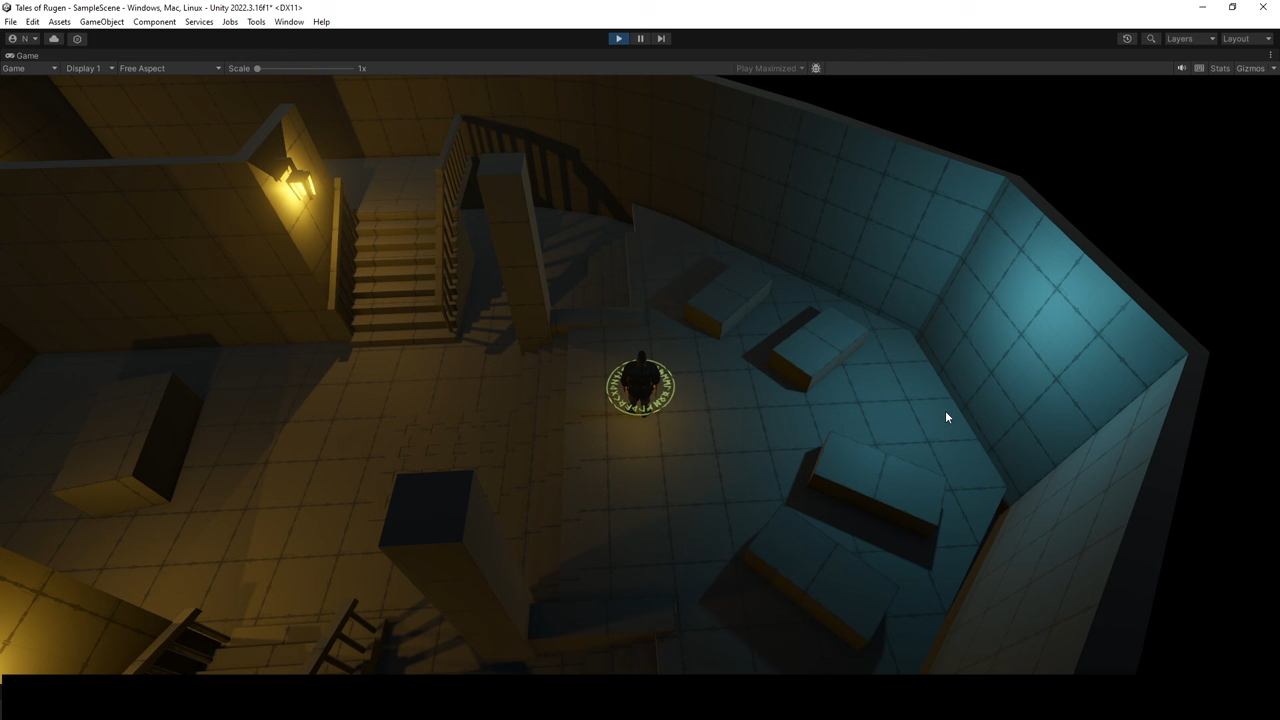 Tales of Rugen - SampleScene - Windows, Mac, Linux - Unity 2022.3.16f1* <DX11>
File Edit Assets GameObject Component Services Jobs Tools Window Help
N Layers Layout
Game
Game Display 1 Free Aspect Scale 1x Play Maximized Stats Gizmos